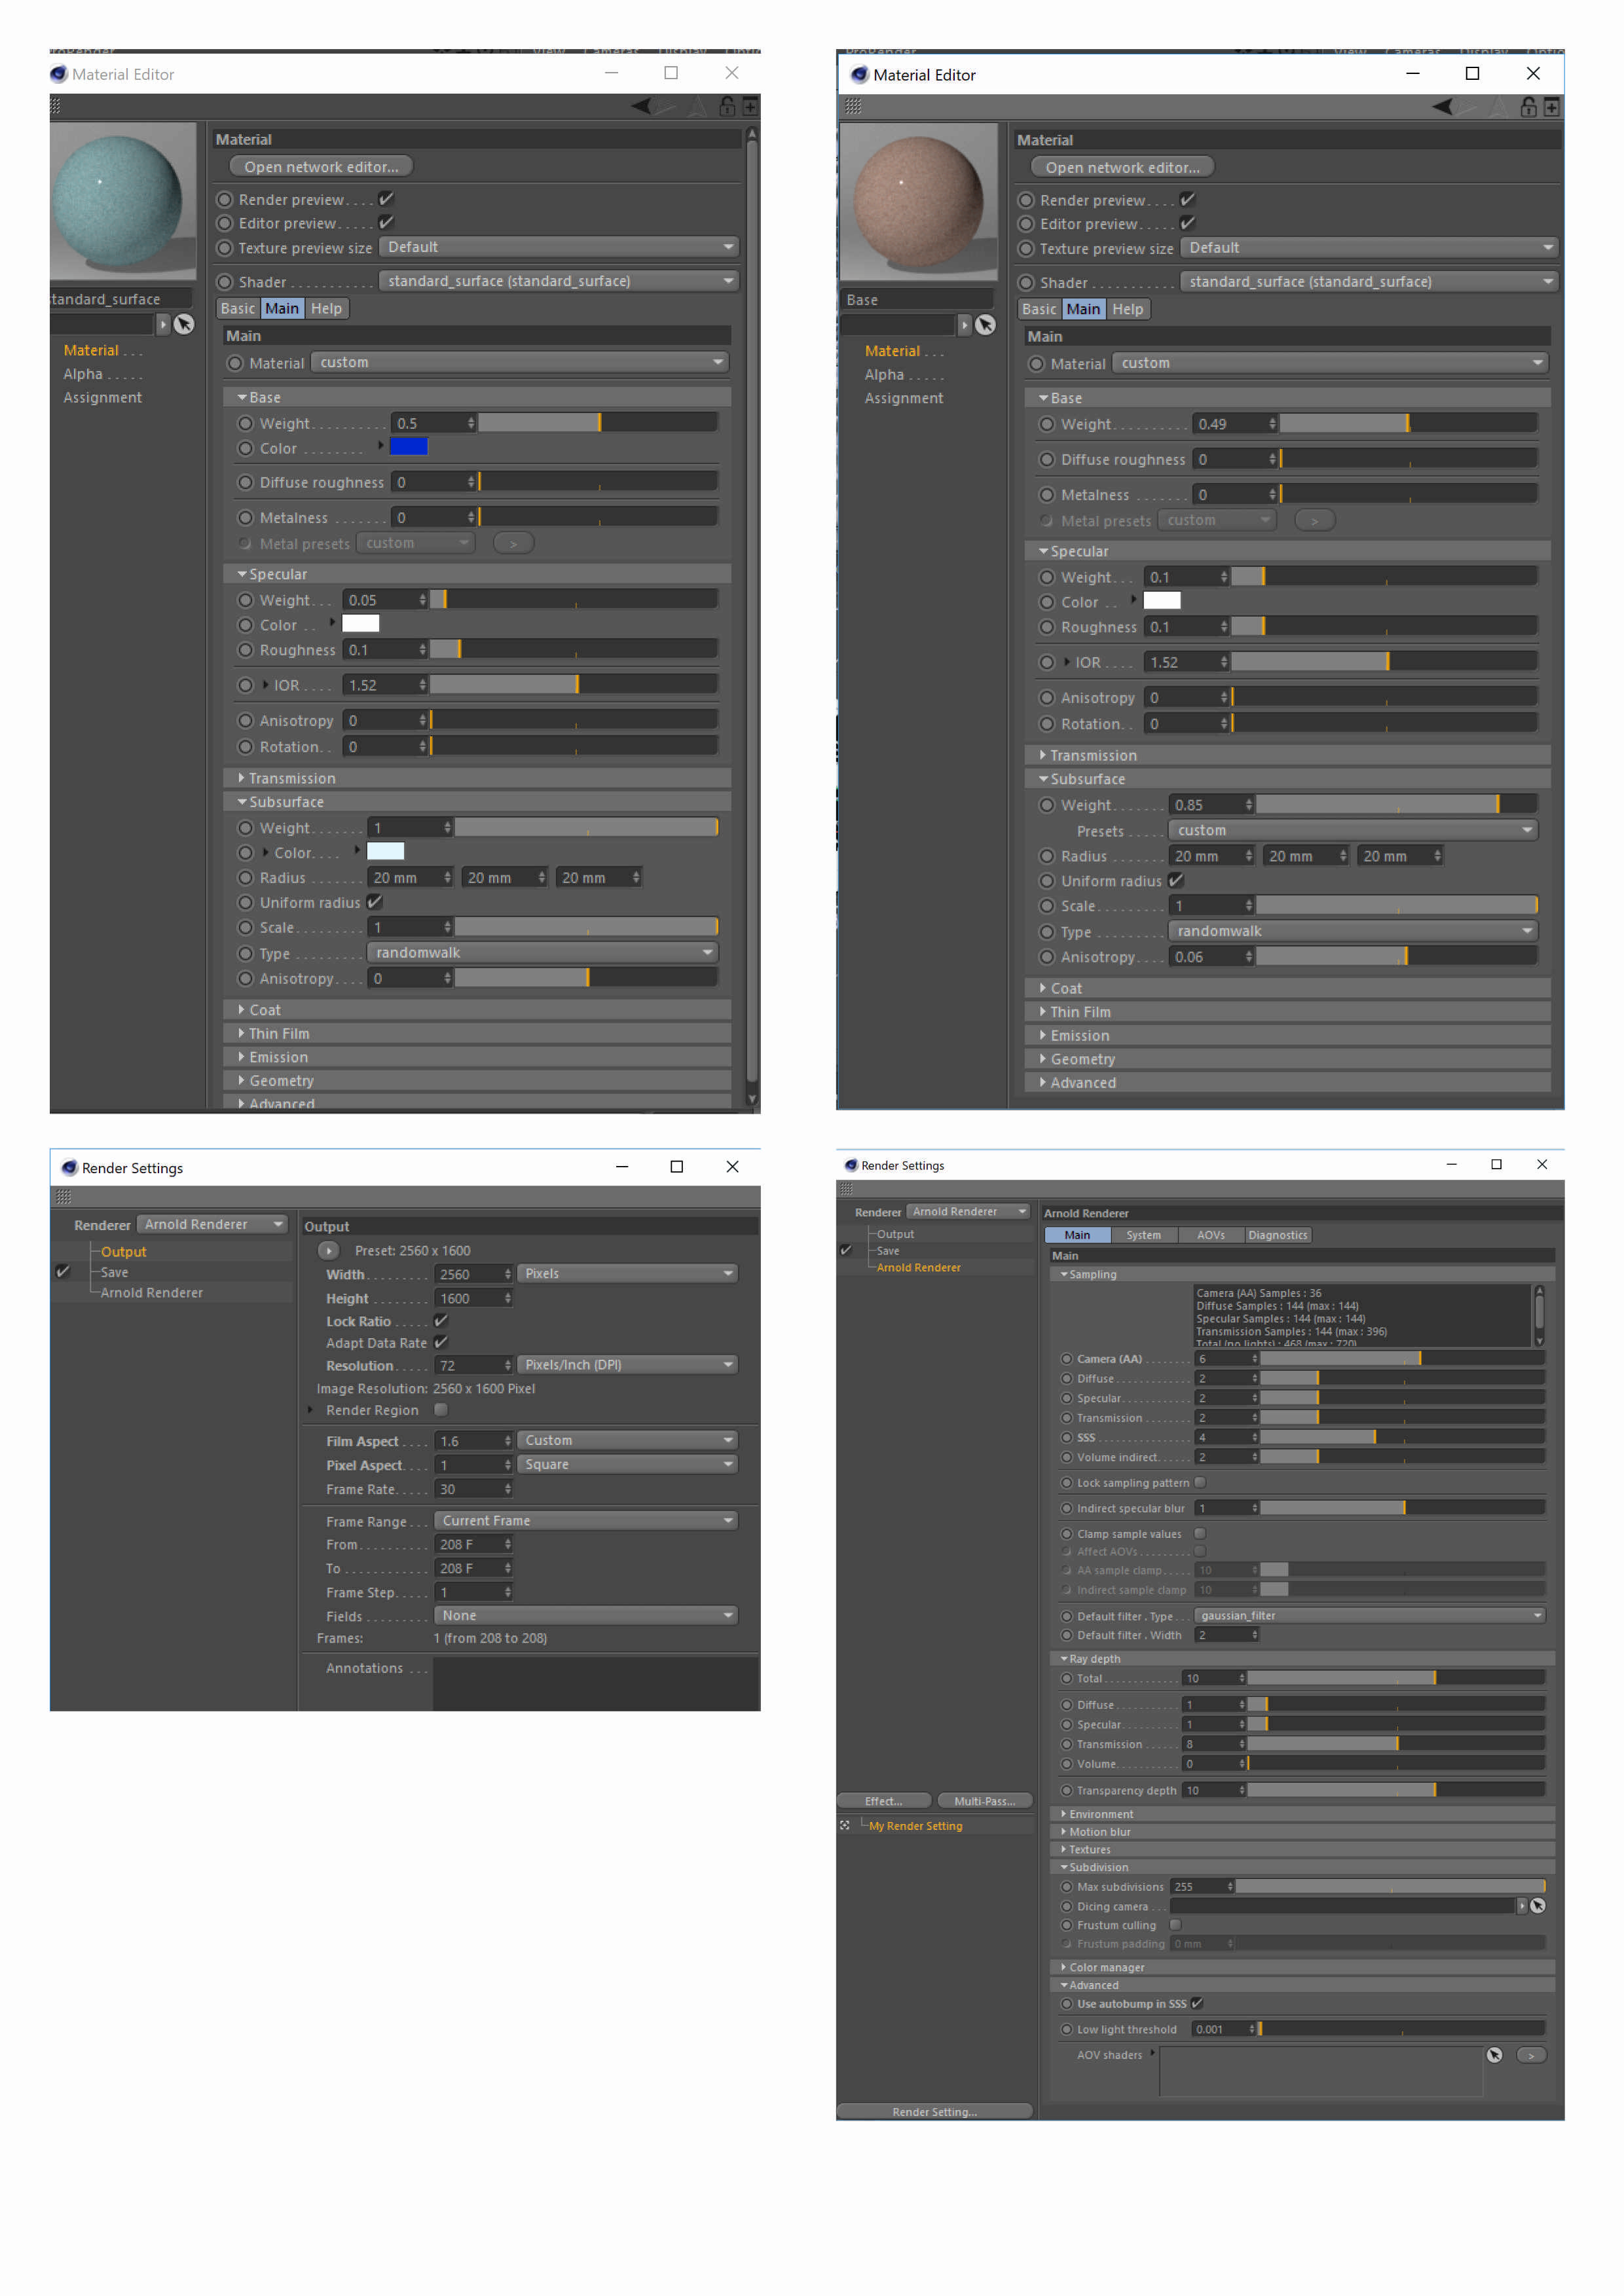 ProRender View Cameras Display
Material Editor
Material
Open network editor...
Render preview....
Editor preview.....
Texture preview size Default
Shader........... standard_surface (standard_surface)
standard_surface
Basic Main Help
Main
Material...
Alpha.....
Assignment
Material custom
Base
Weight.......... 0.5
Color........
Diffuse roughness 0
Metalness....... 0
Metal presets custom >
Specular
Weight... 0.05
Color..
Roughness 0.1
IOR.... 1.52
Anisotropy 0
Rotation.. 0
Transmission
Subsurface
Weight....... 1
Color....
Radius....... 20 mm 20 mm 20 mm
Uniform radius
Scale......... 1
Type......... randomwalk
Anisotropy.... 0
Coat
Thin Film
Emission
Geometry
Advanced
ProRender View Cameras Display
Material Editor
Material
Open network editor...
Render preview....
Editor preview.....
Texture preview size Default
Shader........... standard_surface (standard_surface)
Base
Basic Main Help
Main
Material...
Alpha.....
Assignment
Material custom
Base
Weight.......... 0.49
Diffuse roughness 0
Metalness....... 0
Metal presets custom >
Specular
Weight... 0.1
Color..
Roughness 0.1
IOR.... 1.52
Anisotropy 0
Rotation.. 0
Transmission
Subsurface
Weight....... 0.85
Presets..... custom
Radius....... 20 mm 20 mm 20 mm
Uniform radius
Scale......... 1
Type......... randomwalk
Anisotropy.... 0.06
Coat
Thin Film
Emission
Geometry
Advanced
Render Settings
Renderer Arnold Renderer
Output
Save
Arnold Renderer
Output
Preset: 2560 x 1600
Width......... 2560 Pixels
Height........ 1600
Lock Ratio.....
Adapt Data Rate
Resolution..... 72 Pixels/Inch (DPI)
Image Resolution: 2560 x 1600 Pixel
Render Region
Film Aspect.... 1.6 Custom
Pixel Aspect.... 1 Square
Frame Rate..... 30
Frame Range... Current Frame
From.......... 208 F
To............ 208 F
Frame Step..... 1
Fields......... None
Frames: 1 (from 208 to 208)
Annotations...
Render Settings
Renderer Arnold Renderer
Output
Save
Arnold Renderer
Effect... Multi-Pass...
My Render Setting
Render Setting...
Arnold Renderer
Main System AOVs Diagnostics
Main
Sampling
Camera (AA) Samples : 36
Diffuse Samples : 144 (max : 144)
Specular Samples : 144 (max : 144)
Transmission Samples : 144 (max : 396)
Total (no lights) : 468 (max : 720)
Camera (AA)........ 6
Diffuse............. 2
Specular............ 2
Transmission........ 2
SSS................ 4
Volume indirect...... 2
Lock sampling pattern
Indirect specular blur 1
Clamp sample values
Affect AOVs.........
AA sample clamp..... 10
Indirect sample clamp 10
Default filter . Type... gaussian_filter
Default filter . Width 2
Ray depth
Total............. 10
Diffuse........... 1
Specular.......... 1
Transmission...... 8
Volume........... 0
Transparency depth 10
Environment
Motion blur
Textures
Subdivision
Max subdivisions 255
Dicing camera...
Frustum culling
Frustum padding 0 mm
Color manager
Advanced
Use autobump in SSS
Low light threshold 0.001
AOV shaders >